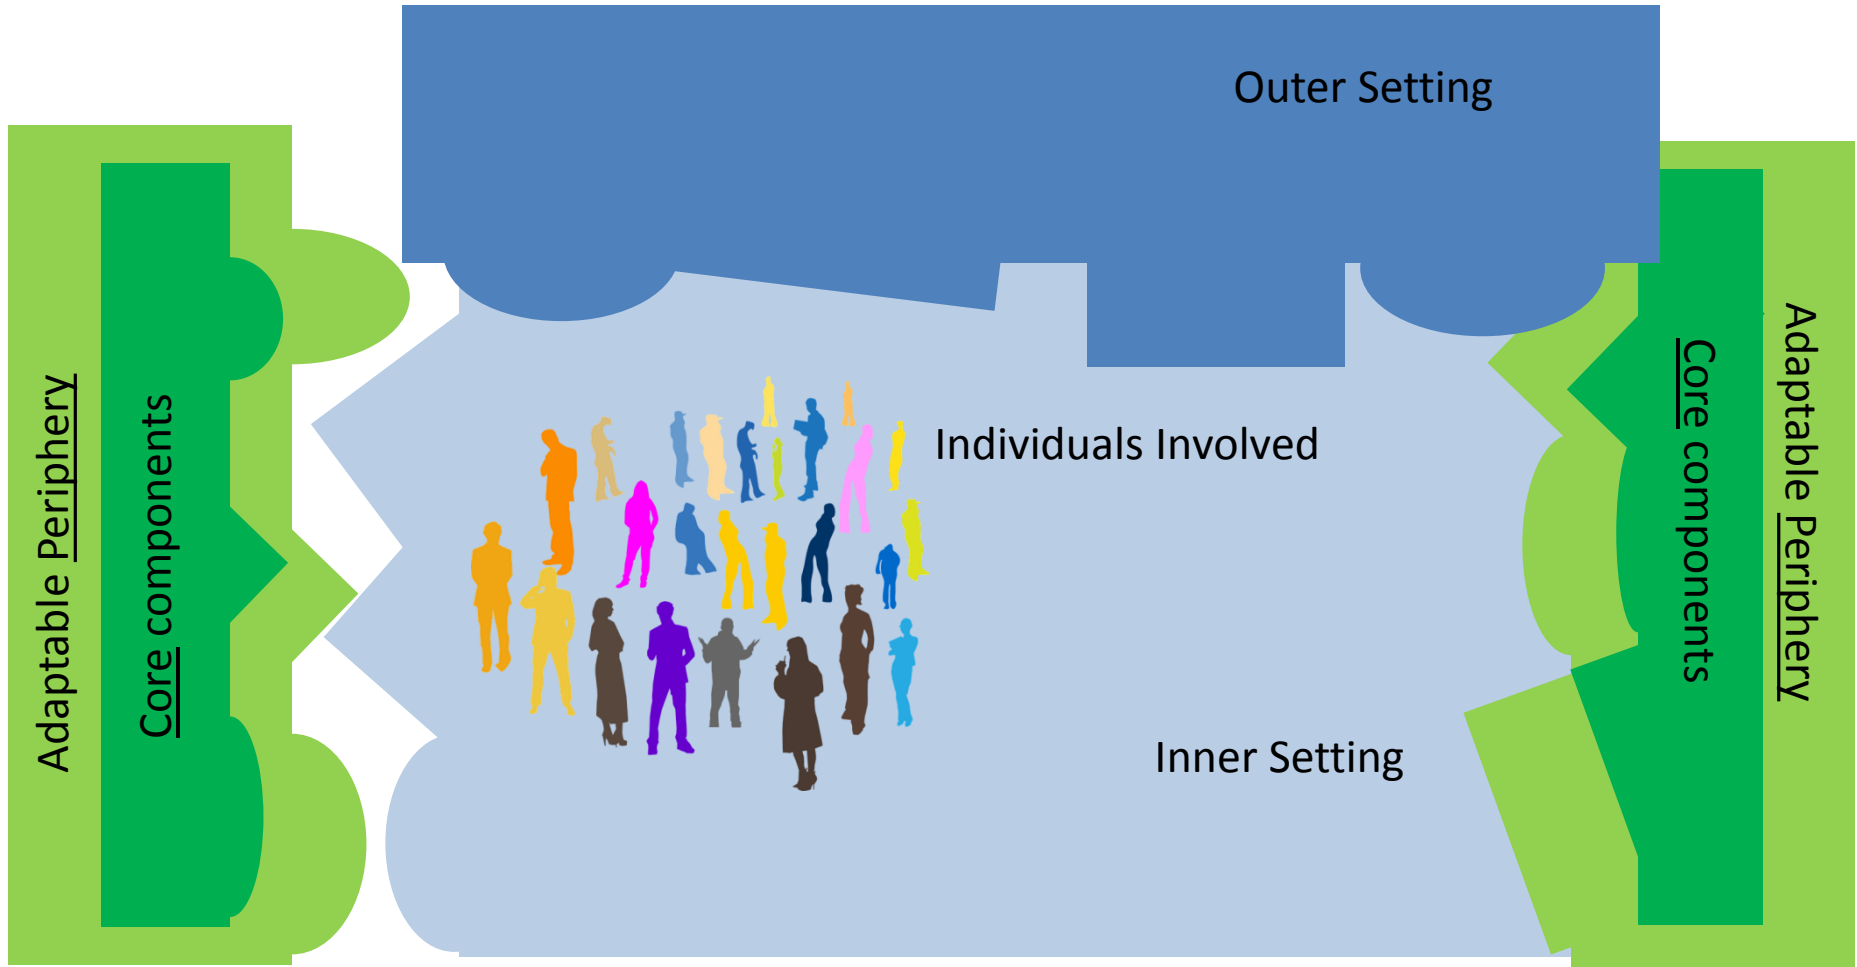 Outer Setting
Adaptable Periphery
Core components
Individuals Involved
Inner Setting
Core components
Adaptable Periphery